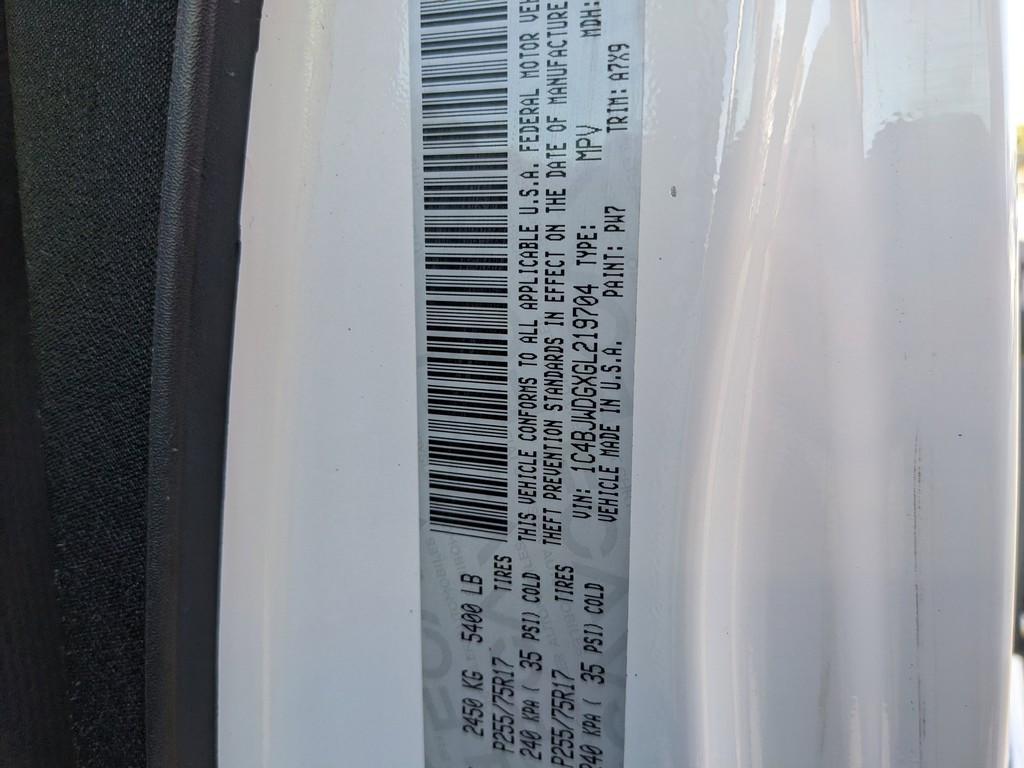 2450 KG 5400 LB
P255/75R17 TIRES
240 KPA ( 35 PSI) COLD
P255/75R17 TIRES
240 KPA ( 35 PSI) COLD
THIS VEHICLE CONFORMS TO ALL APPLICABLE U.S.A. FEDERAL MOTOR VEH
THEFT PREVENTION STANDARDS IN EFFECT ON THE DATE OF MANUFACTURE
VIN: 1C4BJWDGXGL219704 TYPE: MPV MDH:
VEHICLE MADE IN U.S.A. PAINT: PW7 TRIM: A7X9